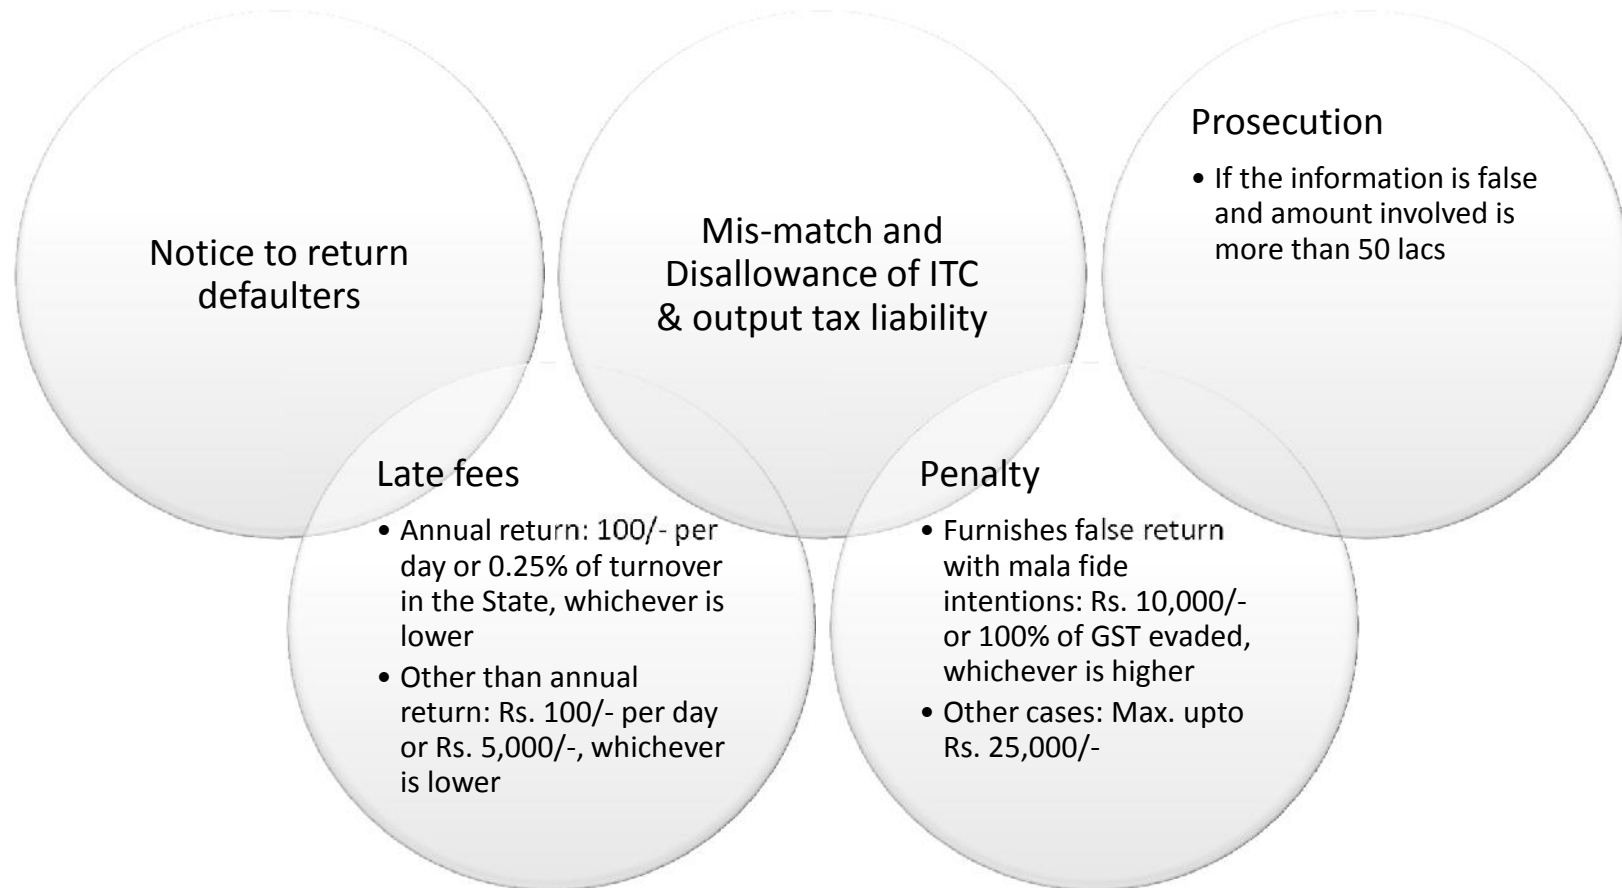 Notice to return
defaulters
Mis-match and
Disallowance of ITC
& output tax liability
Prosecution
• If the information is false
and amount involved is
more than 50 lacs
Late fees
• Annual return: 100/- per
day or 0.25% of turnover
in the State, whichever is
lower
• Other than annual
return: Rs. 100/- per day
or Rs. 5,000/-, whichever
is lower
Penalty
• Furnishes false return
with mala fide
intentions: Rs. 10,000/-
or 100% of GST evaded,
whichever is higher
• Other cases: Max. upto
Rs. 25,000/-